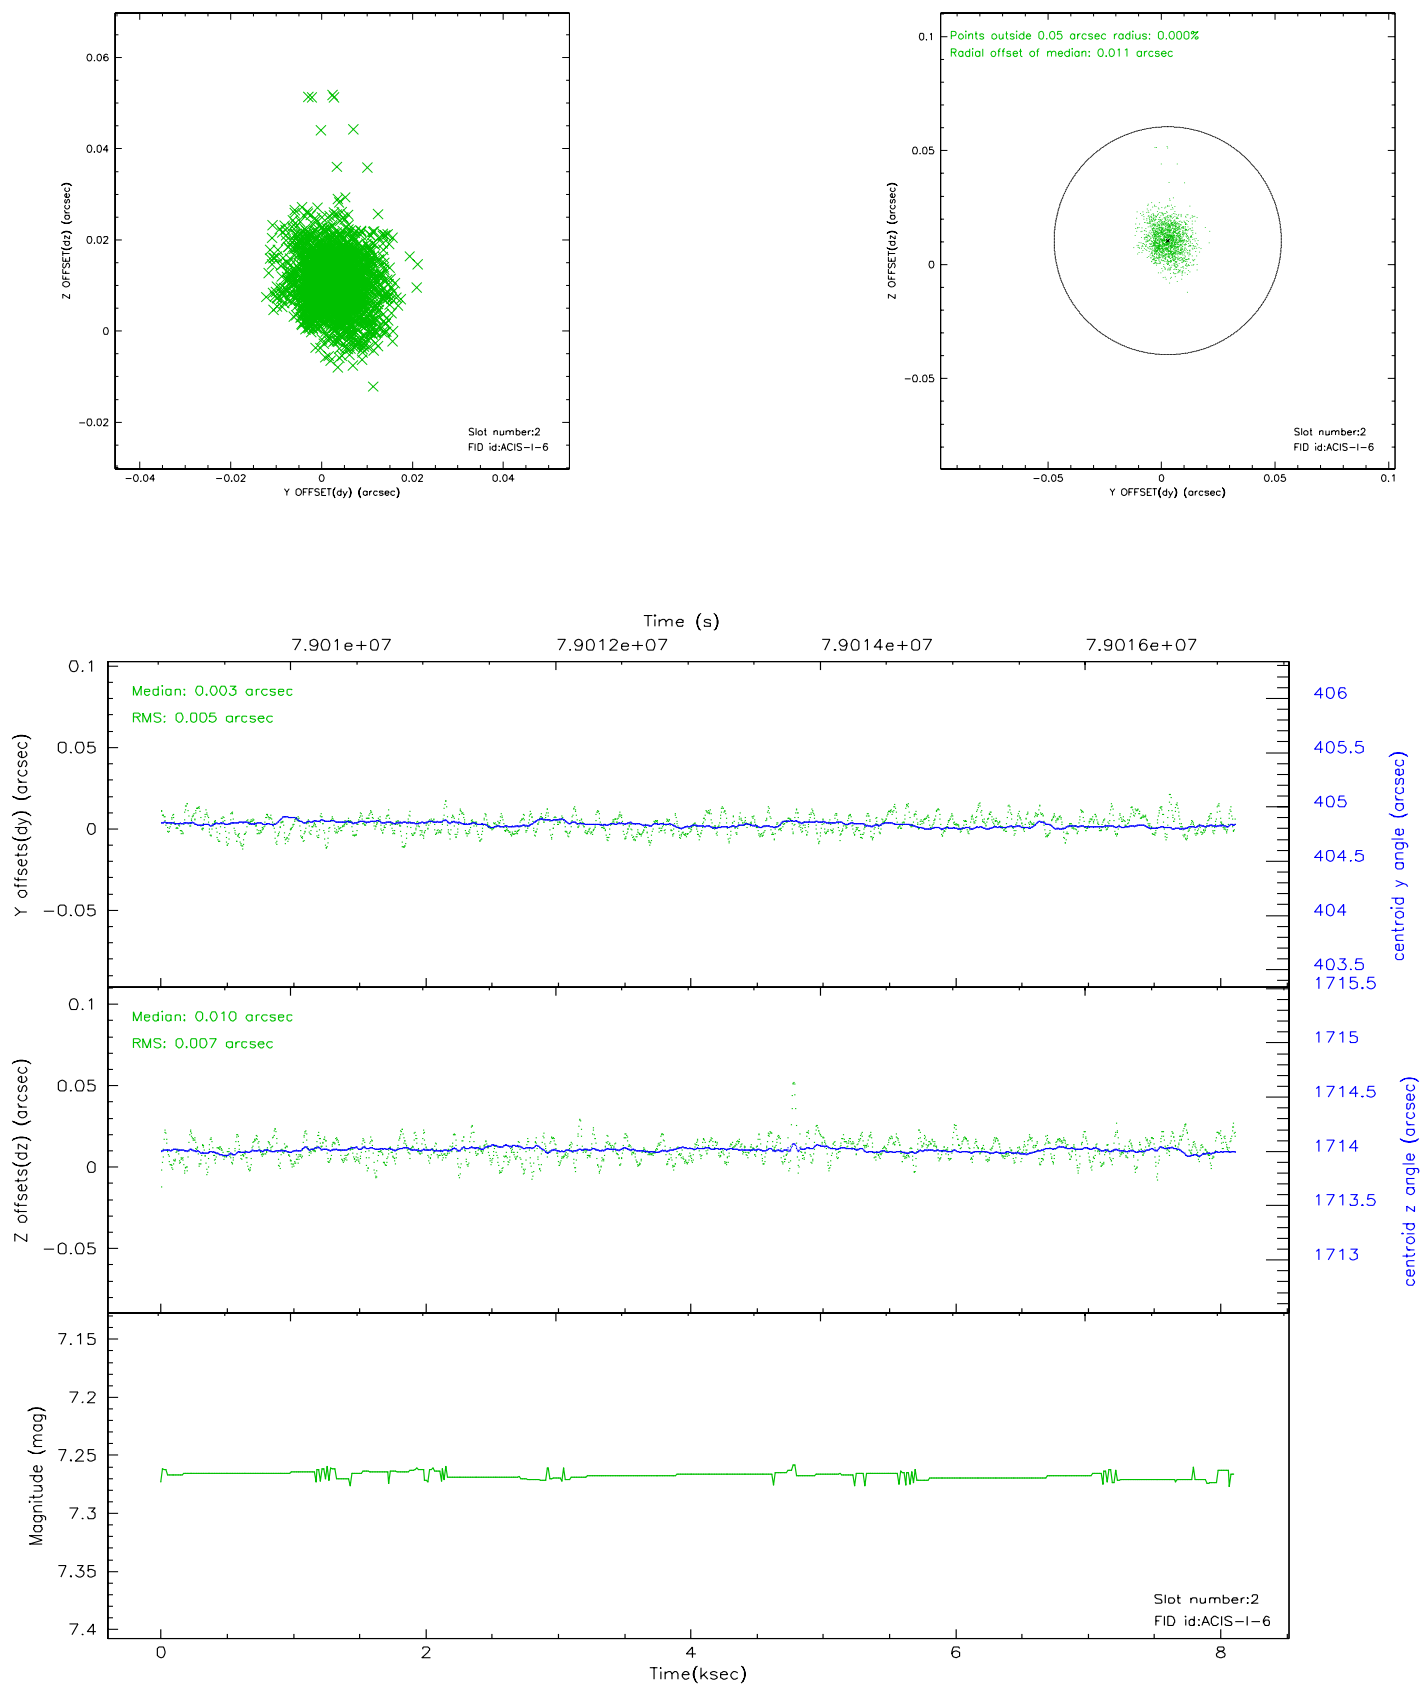 0.06
0.04
0.02
0
−0.02
Z OFFSET(dz) (arcsec)
Slot number:2
FID id:ACIS−I−6
−0.04 −0.02 0 0.02 0.04
Y OFFSET(dy) (arcsec)
0.1
0.05
0
−0.05
Z OFFSET(dz) (arcsec)
Points outside 0.05 arcsec radius: 0.000%
Radial offset of median: 0.011 arcsec
Slot number:2
FID id:ACIS−I−6
−0.05 0 0.05 0.1
Y OFFSET(dy) (arcsec)
Time (s)
7.901e+07 7.9012e+07 7.9014e+07 7.9016e+07
0.1
0.05
0
−0.05
Y offsets(dy) (arcsec)
Median: 0.003 arcsec
RMS: 0.005 arcsec
406
405.5
405
404.5
404
403.5
centroid y angle (arcsec)
0.1
0.05
0
−0.05
Z offsets(dz) (arcsec)
Median: 0.010 arcsec
RMS: 0.007 arcsec
1715.5
1715
1714.5
1714
1713.5
1713
centroid z angle (arcsec)
7.15
7.2
7.25
7.3
7.35
7.4
Magnitude (mag)
Slot number:2
FID id:ACIS−I−6
0 2 4 6 8
Time(ksec)